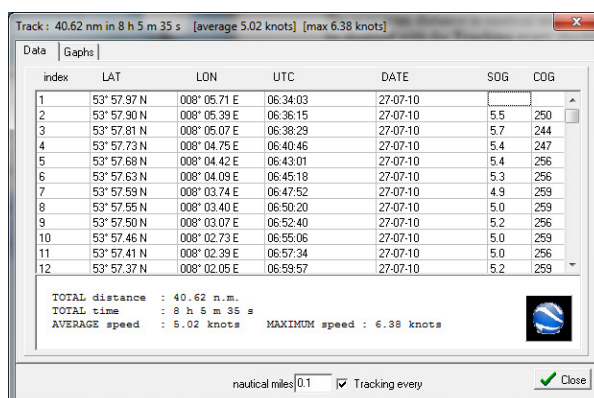 Track : 40.62 nm in 8 h 5 m 35 s [average 5.02 knots] [max 6.38 knots]
Data Gaphs
index LAT LON UTC DATE SOG COG
1 53° 57.97 N 008° 05.71 E 06:34:03 27-07-10
2 53° 57.90 N 008° 05.39 E 06:36:15 27-07-10 5.5 250
3 53° 57.81 N 008° 05.07 E 06:38:29 27-07-10 5.7 244
4 53° 57.73 N 008° 04.75 E 06:40:46 27-07-10 5.4 247
5 53° 57.68 N 008° 04.42 E 06:43:01 27-07-10 5.4 256
6 53° 57.63 N 008° 04.09 E 06:45:18 27-07-10 5.3 256
7 53° 57.59 N 008° 03.74 E 06:47:52 27-07-10 4.9 259
8 53° 57.55 N 008° 03.40 E 06:50:20 27-07-10 5.0 259
9 53° 57.50 N 008° 03.07 E 06:52:40 27-07-10 5.2 256
10 53° 57.46 N 008° 02.73 E 06:55:06 27-07-10 5.0 259
11 53° 57.41 N 008° 02.39 E 06:57:34 27-07-10 5.0 256
12 53° 57.37 N 008° 02.05 E 06:59:57 27-07-10 5.2 259
TOTAL distance : 40.62 n.m.
TOTAL time : 8 h 5 m 35 s
AVERAGE speed : 5.02 knots MAXIMUM speed : 6.38 knots
nautical miles 0.1 Tracking every
Close